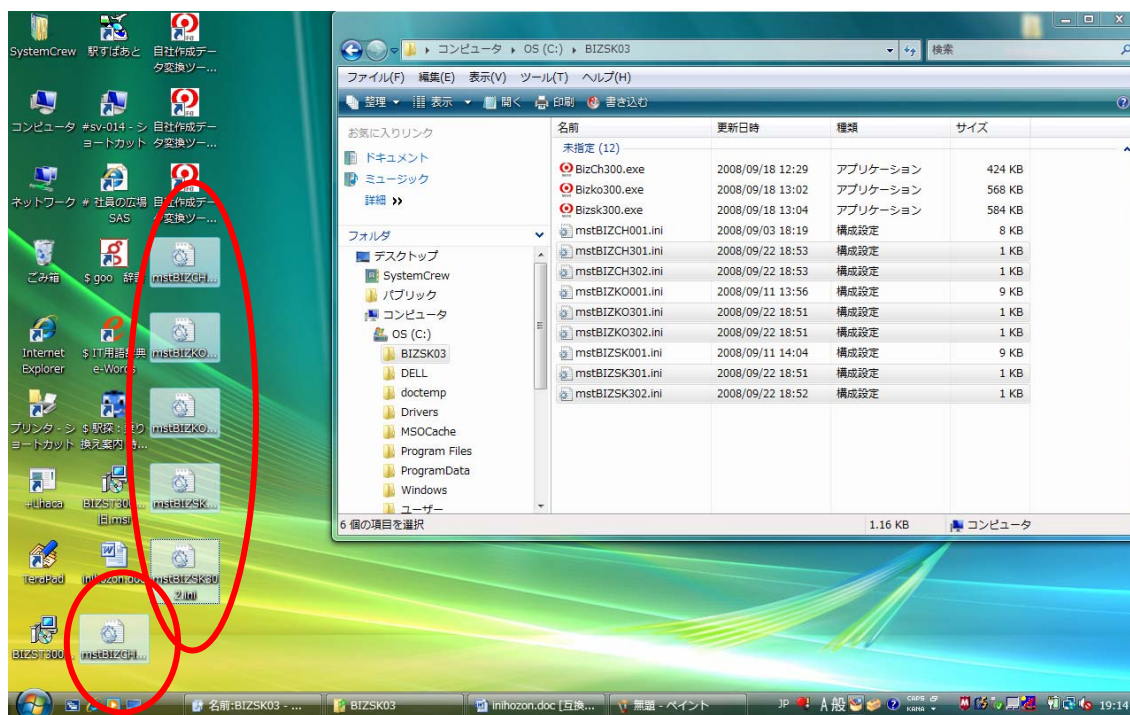 SystemCrew
駅すぱあと
自社作成デー
タ変換ツー...
コンピュータ
#sv-014 - シ
ョートカット
自社作成デー
タ変換ツー...
ネットワーク
# 社員の広場
SAS
自社作成デー
タ変換ツー...
ごみ箱
$ goo 辞書
mstBIZCH...
Internet
Explorer
$ IT用語辞典
e-Words
mstBIZKO...
プリンタ - シ
ョートカット
$ 駅探:乗り
換え案内 時...
mstBIZKO...
BIZST300...
旧.msi
mstBIZSK...
TeraPad
inihozon.doc
mstBIZSK30
2.ini
BIZST300...
mstBIZCH...
コンピュータ ▸ OS (C:) ▸ BIZSK03
検索
ファイル(F) 編集(E) 表示(V) ツール(T) ヘルプ(H)
整理 表示 開く 印刷 書き込む
お気に入りリンク
ドキュメント
ミュージック
詳細 »
フォルダ
デスクトップ
SystemCrew
パブリック
コンピュータ
OS (C:)
BIZSK03
DELL
doctemp
Drivers
MSOCache
Program Files
ProgramData
Windows
ユーザー
名前 更新日時 種類 サイズ
未指定 (12)
BizCh300.exe 2008/09/18 12:29 アプリケーション 424 KB
Bizko300.exe 2008/09/18 13:02 アプリケーション 568 KB
Bizsk300.exe 2008/09/18 13:04 アプリケーション 584 KB
mstBIZCH001.ini 2008/09/03 18:19 構成設定 8 KB
mstBIZCH301.ini 2008/09/22 18:53 構成設定 1 KB
mstBIZCH302.ini 2008/09/22 18:53 構成設定 1 KB
mstBIZKO001.ini 2008/09/11 13:56 構成設定 9 KB
mstBIZKO301.ini 2008/09/22 18:51 構成設定 1 KB
mstBIZKO302.ini 2008/09/22 18:51 構成設定 1 KB
mstBIZSK001.ini 2008/09/11 14:04 構成設定 9 KB
mstBIZSK301.ini 2008/09/22 18:51 構成設定 1 KB
mstBIZSK302.ini 2008/09/22 18:52 構成設定 1 KB
6 個の項目を選択 1.16 KB コンピュータ
名前:BIZSK03 - ... BIZSK03 inihozon.doc [互換... 無題 - ペイント JP A 般 CAPS KANA 19:14